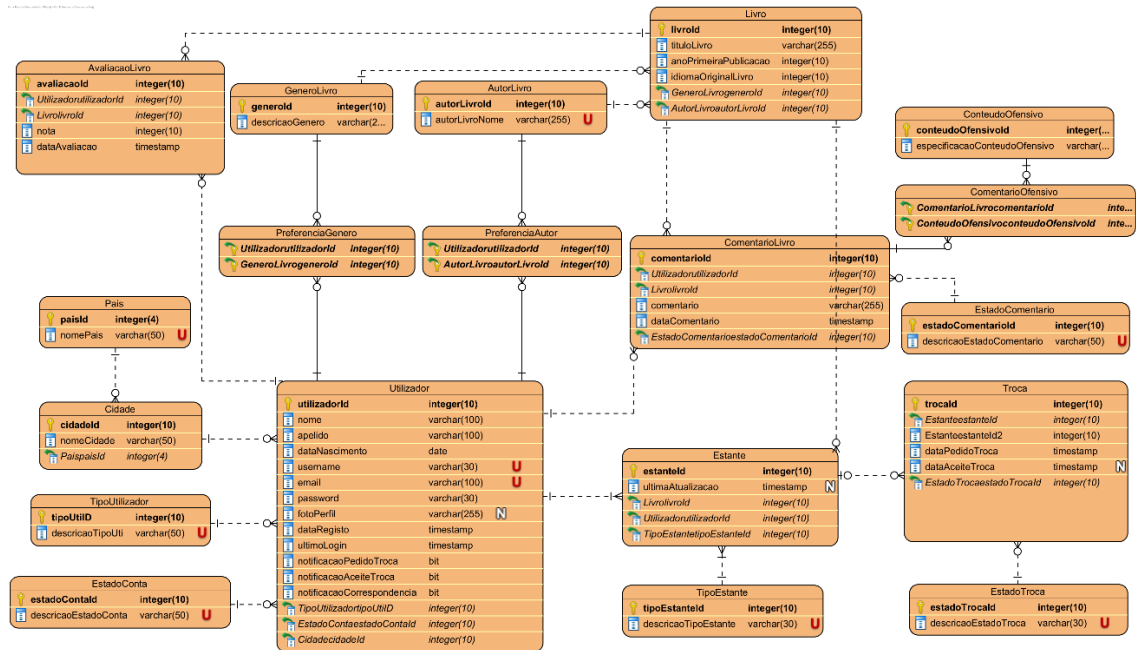 Livro
livroId integer(10)
tituloLivro varchar(255)
anoPrimeiraPublicacao integer(10)
idiomaOriginalLivro integer(10)
GeneroLivrogeneroId integer(10)
AutorLivroautorLivroId integer(10)
AvaliacaoLivro
avaliacaoId integer(10)
UtilizadorutilizadorId integer(10)
LivrolivroId integer(10)
nota integer(10)
dataAvaliacao timestamp
GeneroLivro
generoId integer(10)
descricaoGenero varchar(2...
AutorLivro
autorLivroId integer(10)
autorLivroNome varchar(255) U
ConteudoOfensivo
conteudoOfensivoId integer(...
especificacaoConteudoOfensivo varchar(...
ComentarioOfensivo
ComentarioLivrocomentarioId inte...
ConteudoOfensivoconteudoOfensivoId inte...
PreferenciaGenero
UtilizadorutilizadorId integer(10)
GeneroLivrogeneroId integer(10)
PreferenciaAutor
UtilizadorutilizadorId integer(10)
AutorLivroautorLivroId integer(10)
ComentarioLivro
comentarioId integer(10)
UtilizadorutilizadorId integer(10)
LivrolivroId integer(10)
comentario varchar(255)
dataComentario timestamp
EstadoComentarioestadoComentarioId integer(10)
Pais
paisId integer(4)
nomePais varchar(50) U
EstadoComentario
estadoComentarioId integer(10)
descricaoEstadoComentario varchar(50) U
Cidade
cidadeId integer(10)
nomeCidade varchar(50)
PaispaisId integer(4)
Utilizador
utilizadorId integer(10)
nome varchar(100)
apelido varchar(100)
dataNascimento date
username varchar(30) U
email varchar(100) U
password varchar(30)
fotoPerfil varchar(255) N
dataRegisto timestamp
ultimoLogin timestamp
notificacaoPedidoTroca bit
notificacaoAceiteTroca bit
notificacaoCorrespondencia bit
TipoUtilizadortipoUtilID integer(10)
EstadoContaestadoContaId integer(10)
CidadecidadeId integer(10)
Troca
trocaId integer(10)
EstanteestanteId integer(10)
EstanteestanteId2 integer(10)
dataPedidoTroca timestamp
dataAceiteTroca timestamp N
EstadoTrocaestadoTrocaId integer(10)
Estante
estanteId integer(10)
ultimaAtualizacao timestamp N
LivrolivroId integer(10)
UtilizadorutilizadorId integer(10)
TipoEstantetipoEstanteId integer(10)
TipoUtilizador
tipoUtilID integer(10)
descricaoTipoUti varchar(50) U
EstadoConta
estadoContaId integer(10)
descricaoEstadoConta varchar(50) U
TipoEstante
tipoEstanteId integer(10)
descricaoTipoEstante varchar(30) U
EstadoTroca
estadoTrocaId integer(10)
descricaoEstadoTroca varchar(30) U